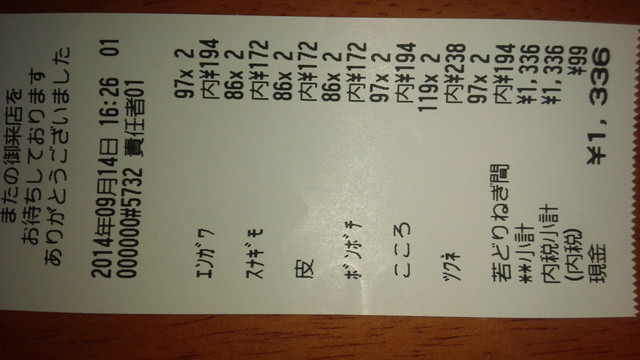 またの御来店を
お待ちしております
ありがとうございました
2014年09月14日 16:26 01
000000#5732 責任者01
97x 2
エンガワ 内¥194
86x 2
スナギモ 内¥172
86x 2
皮 内¥172
86x 2
ボンボチ 内¥172
97x 2
こころ 内¥194
119x 2
ツクネ 内¥238
97x 2
若どりねぎ間 内¥194
**小計 ¥1,336
内税小計 ¥1,336
(内税) ¥99
現金 ¥1,336